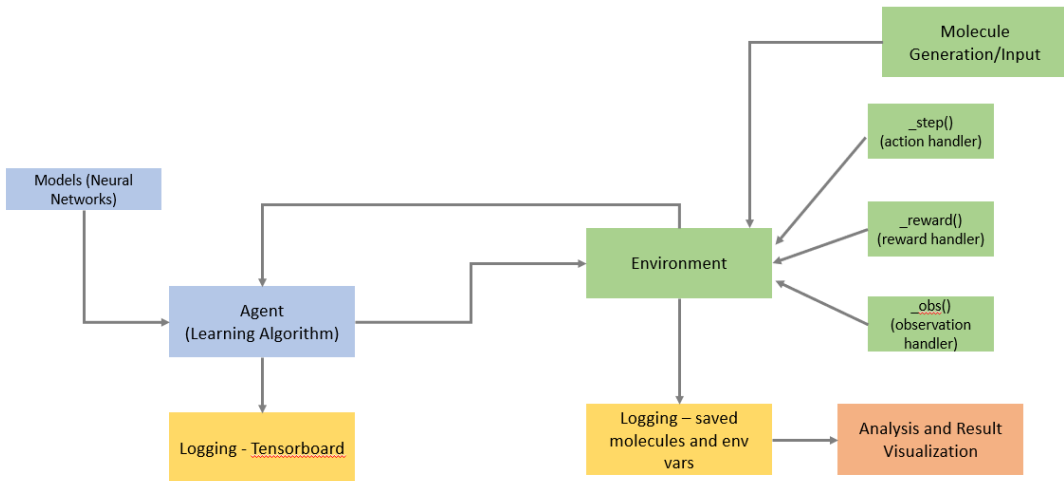 Molecule
Generation/Input
_step()
(action handler)
Models (Neural
Networks)
_reward()
(reward handler)
Environment
Agent
(Learning Algorithm)
_obs()
(observation
handler)
Logging - Tensorboard
Logging – saved
molecules and env
vars
Analysis and Result
Visualization